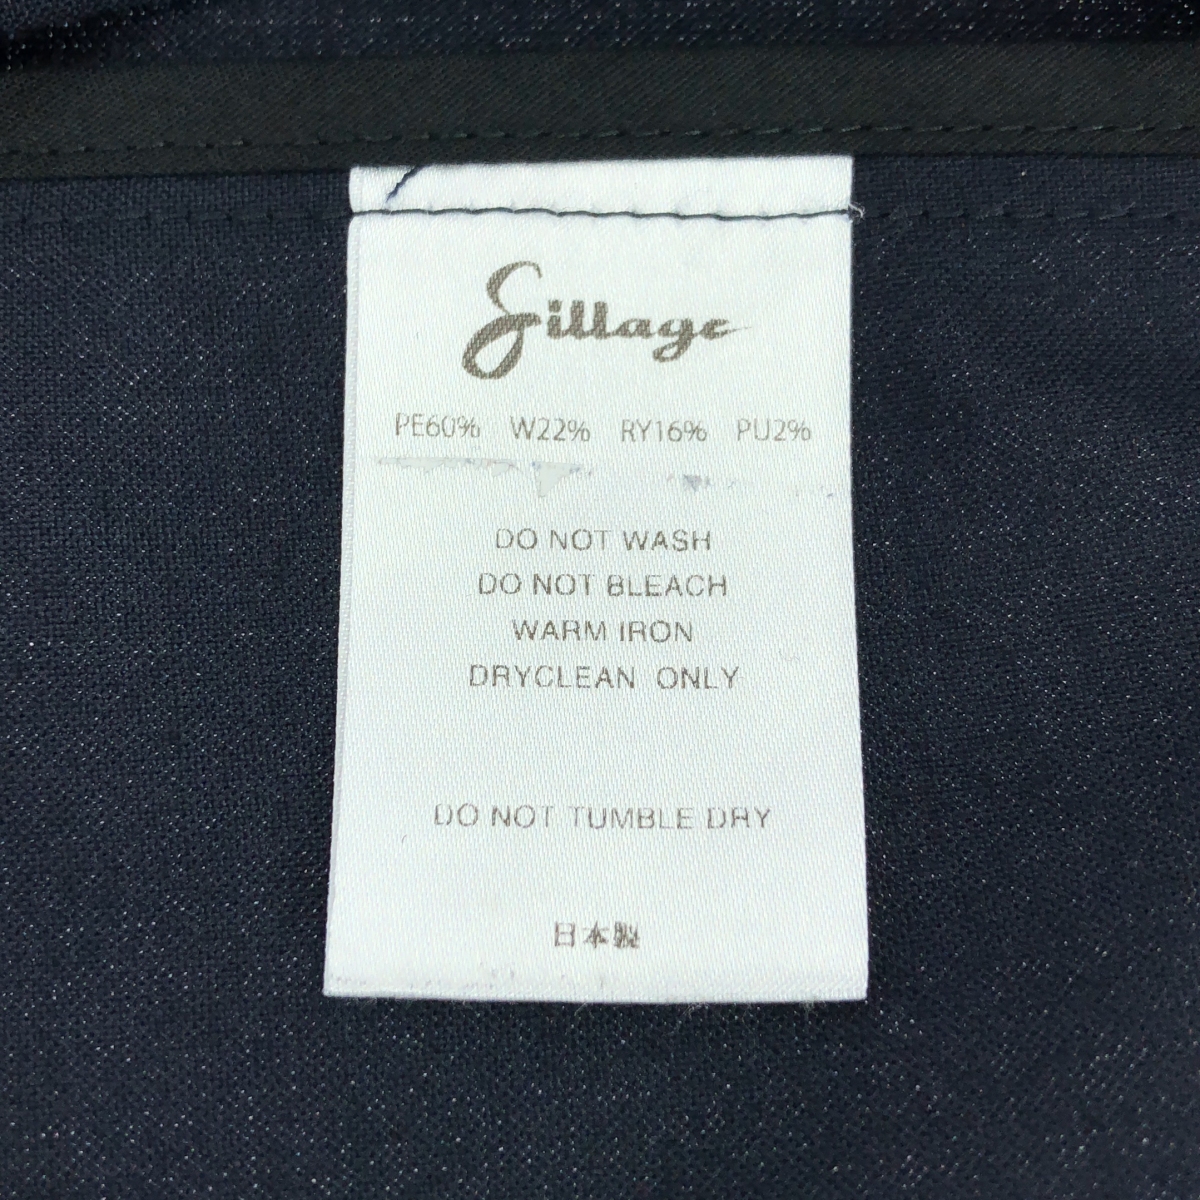 Sillage
PE60% W22% RY16% PU2%
DO NOT WASH
DO NOT BLEACH
WARM IRON
DRYCLEAN ONLY
DO NOT TUMBLE DRY
日本製